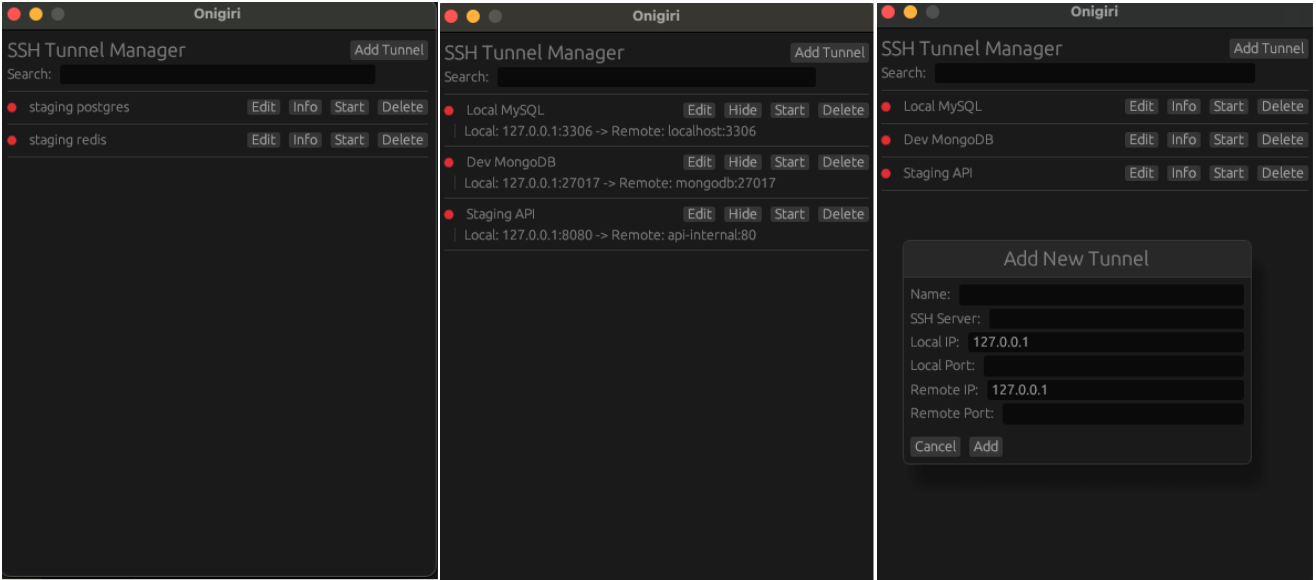 Onigiri
SSH Tunnel Manager Add Tunnel
Search:
staging postgres Edit Info Start Delete
staging redis Edit Info Start Delete
Onigiri
SSH Tunnel Manager Add Tunnel
Search:
Local MySQL Edit Hide Start Delete
Local: 127.0.0.1:3306 -> Remote: localhost:3306
Dev MongoDB Edit Hide Start Delete
Local: 127.0.0.1:27017 -> Remote: mongodb:27017
Staging API Edit Hide Start Delete
Local: 127.0.0.1:8080 -> Remote: api-internal:80
Onigiri
SSH Tunnel Manager Add Tunnel
Search:
Local MySQL Edit Info Start Delete
Dev MongoDB Edit Info Start Delete
Staging API Edit Info Start Delete
Add New Tunnel
Name:
SSH Server:
Local IP: 127.0.0.1
Local Port:
Remote IP: 127.0.0.1
Remote Port:
Cancel Add